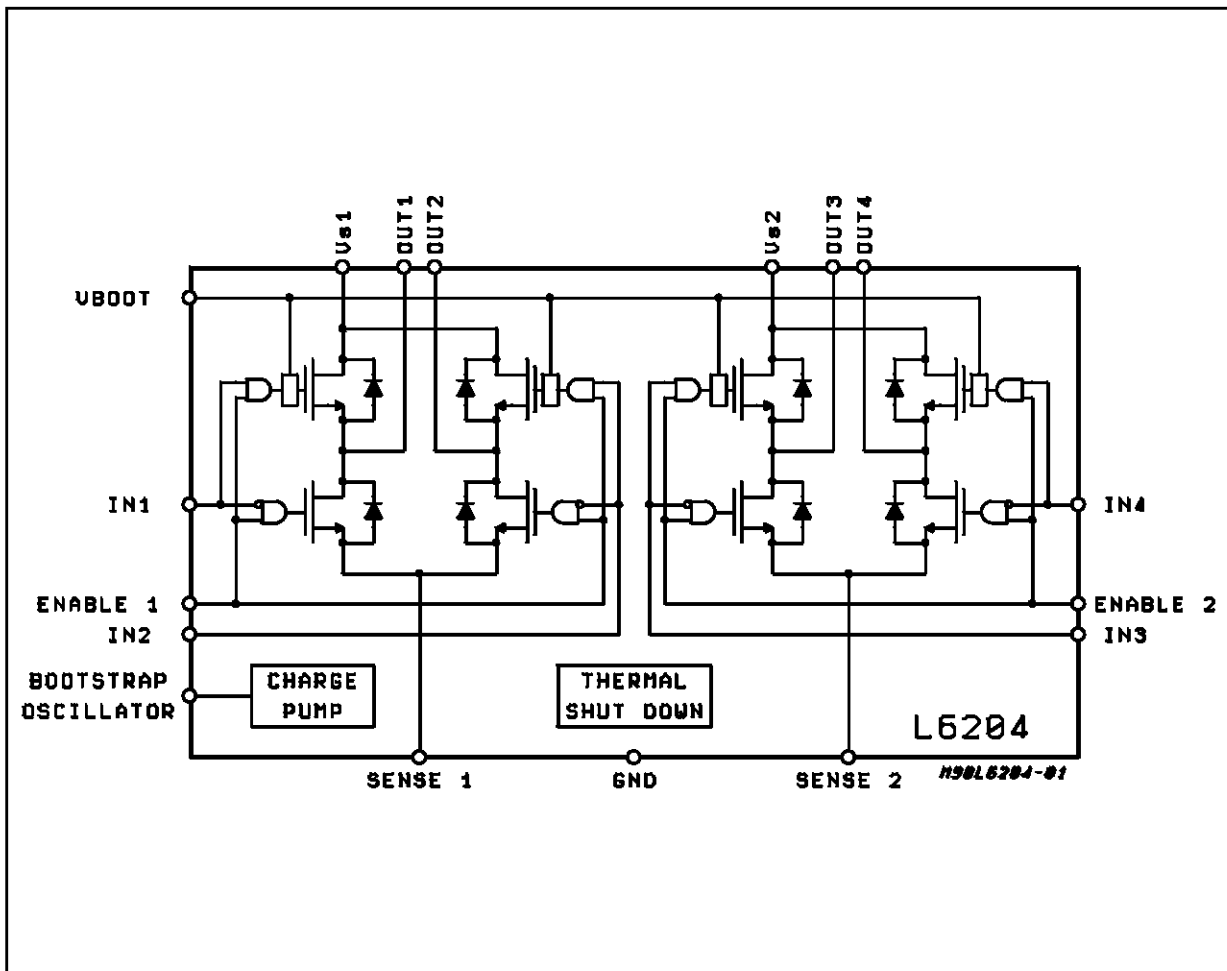 Vs1
OUT1
OUT2
Vs2
OUT3
OUT4
VBOOT
IN1
IN4
ENABLE 1
ENABLE 2
IN2
IN3
BOOTSTRAP
OSCILLATOR
CHARGE
PUMP
THERMAL
SHUT DOWN
L6204
M90L6204-01
SENSE 1
GND
SENSE 2